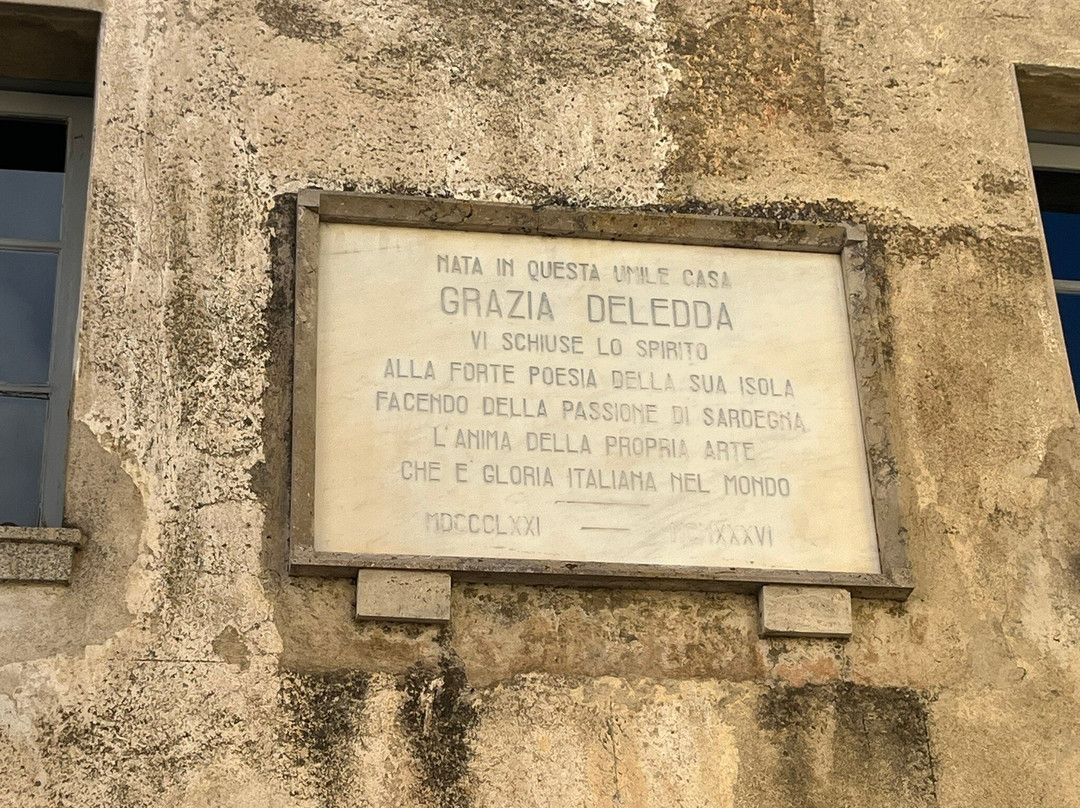 NATA IN QUESTA UMILE CASA
GRAZIA DELEDDA
VI SCHIUSE LO SPIRITO
ALLA FORTE POESIA DELLA SUA ISOLA
FACENDO DELLA PASSIONE DI SARDEGNA
L'ANIMA DELLA PROPRIA ARTE
CHE E' GLORIA ITALIANA NEL MONDO
MDCCCLXXI — MCMXXXVI